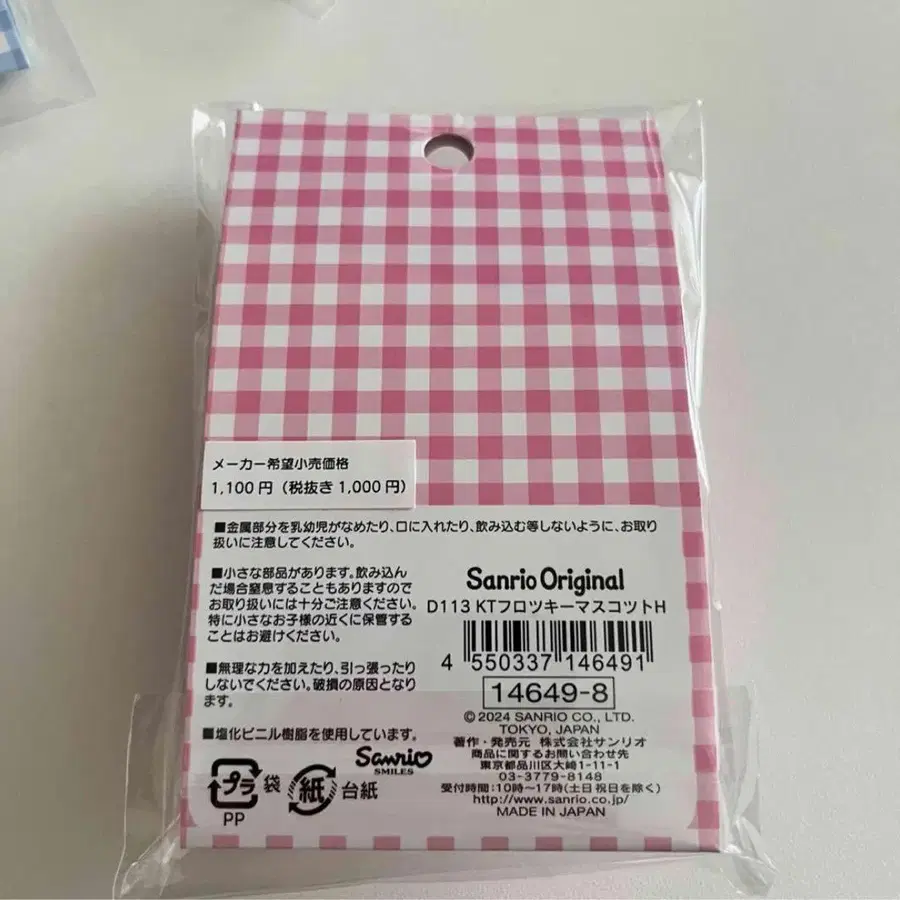 メーカー希望小売価格
1,100円(税抜き1,000円)
■金属部分を乳幼児がなめたり、口に入れたり、飲み込む等しないように、お取り
扱いに注意してください。
■小さな部品があります。飲み込ん
だ場合窒息することもありますので
お取り扱いには十分ご注意ください。
特に小さなお子様の近くに保管する
ことはお避けください。
■無理な力を加えたり、引っ張ったり
しないでください。破損の原因となり
ます。
■塩化ビニル樹脂を使用しています。
Sanrio
SMILES
プラ 袋
PP
紙 台紙
Sanrio Original
D113 KTフロツキーマスコツトH
4 550337 146491
14649-8
© 2024 SANRIO CO., LTD.
TOKYO, JAPAN
著作・発売元 株式会社サンリオ
商品に関するお問い合わせ先
東京都品川区大崎1-11-1
03-3779-8148
受付時間:10時〜17時(土日祝日を除く)
http://www.sanrio.co.jp/
MADE IN JAPAN